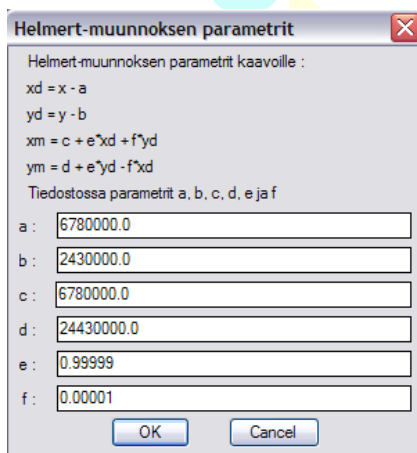 Helmert-muunnoksen parametrit
Helmert-muunnoksen parametrit kaavoille :
xd = x - a
yd = y - b
xm = c + e*xd + f*yd
ym = d + e*yd - f*xd
Tiedostossa parametrit a, b, c, d, e ja f
a : 6780000.0
b : 2430000.0
c : 6780000.0
d : 24430000.0
e : 0.99999
f : 0.00001
OK Cancel